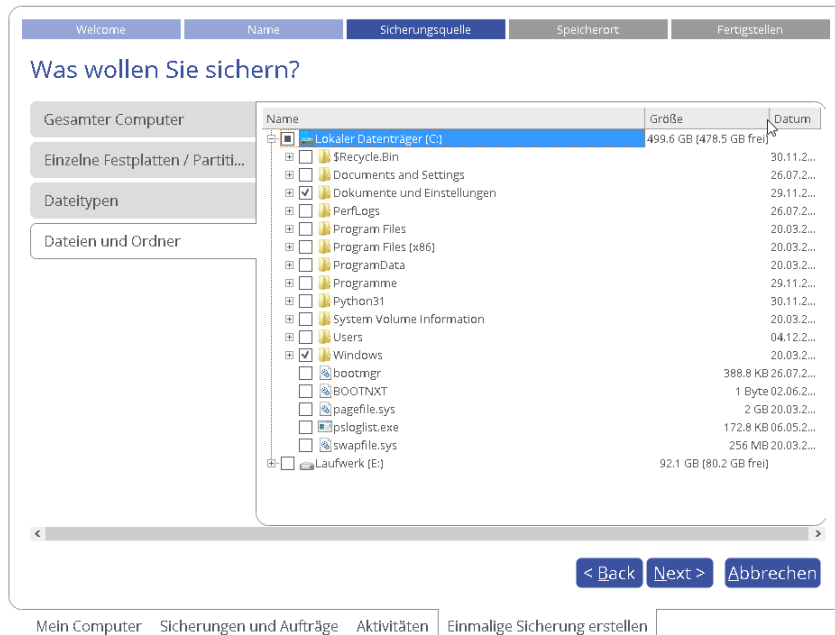 Welcome Name Sicherungsquelle Speicherort Fertigstellen
Was wollen Sie sichern?
Gesamter Computer
Einzelne Festplatten / Partiti...
Dateitypen
Dateien und Ordner
Name Größe Datum
Lokaler Datenträger (C:) 499.6 GB (478.5 GB frei)
$Recycle.Bin 30.11.2...
Documents and Settings 26.07.2...
Dokumente und Einstellungen 29.11.2...
PerfLogs 26.07.2...
Program Files 20.03.2...
Program Files (x86) 20.03.2...
ProgramData 20.03.2...
Programme 29.11.2...
Python31 30.11.2...
System Volume Information 20.03.2...
Users 04.12.2...
Windows 20.03.2...
bootmgr 388.8 KB 26.07.2...
BOOTNXT 1 Byte 02.06.2...
pagefile.sys 2 GB 20.03.2...
psloglist.exe 172.8 KB 06.05.2...
swapfile.sys 256 MB 20.03.2...
Laufwerk (E:) 92.1 GB (80.2 GB frei)
< Back Next > Abbrechen
Mein Computer Sicherungen und Aufträge Aktivitäten Einmalige Sicherung erstellen